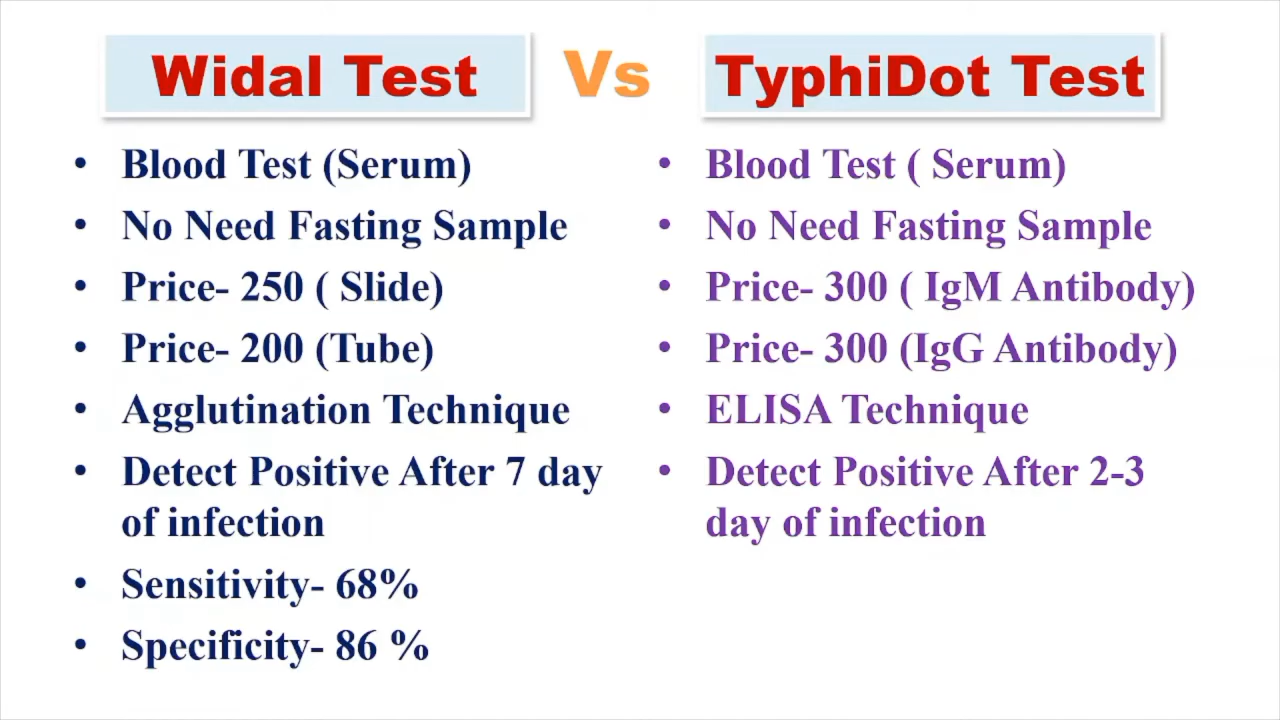 Widal Test Vs TyphiDot Test
• Blood Test (Serum)
• No Need Fasting Sample
• Price- 250 ( Slide)
• Price- 200 (Tube)
• Agglutination Technique
• Detect Positive After 7 day
of infection
• Sensitivity- 68%
• Specificity- 86 %
• Blood Test ( Serum)
• No Need Fasting Sample
• Price- 300 ( IgM Antibody)
• Price- 300 (IgG Antibody)
• ELISA Technique
• Detect Positive After 2-3
day of infection